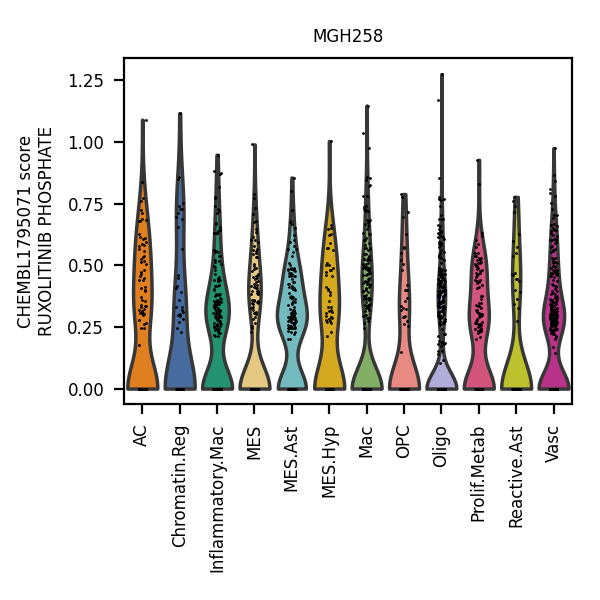 MGH258
CHEMBL1795071 score
RUXOLITINIB PHOSPHATE
1.25
1.00
0.75
0.50
0.25
0.00
AC
Chromatin.Reg
Inflammatory.Mac
MES
MES.Ast
MES.Hyp
Mac
OPC
Oligo
Prolif.Metab
Reactive.Ast
Vasc